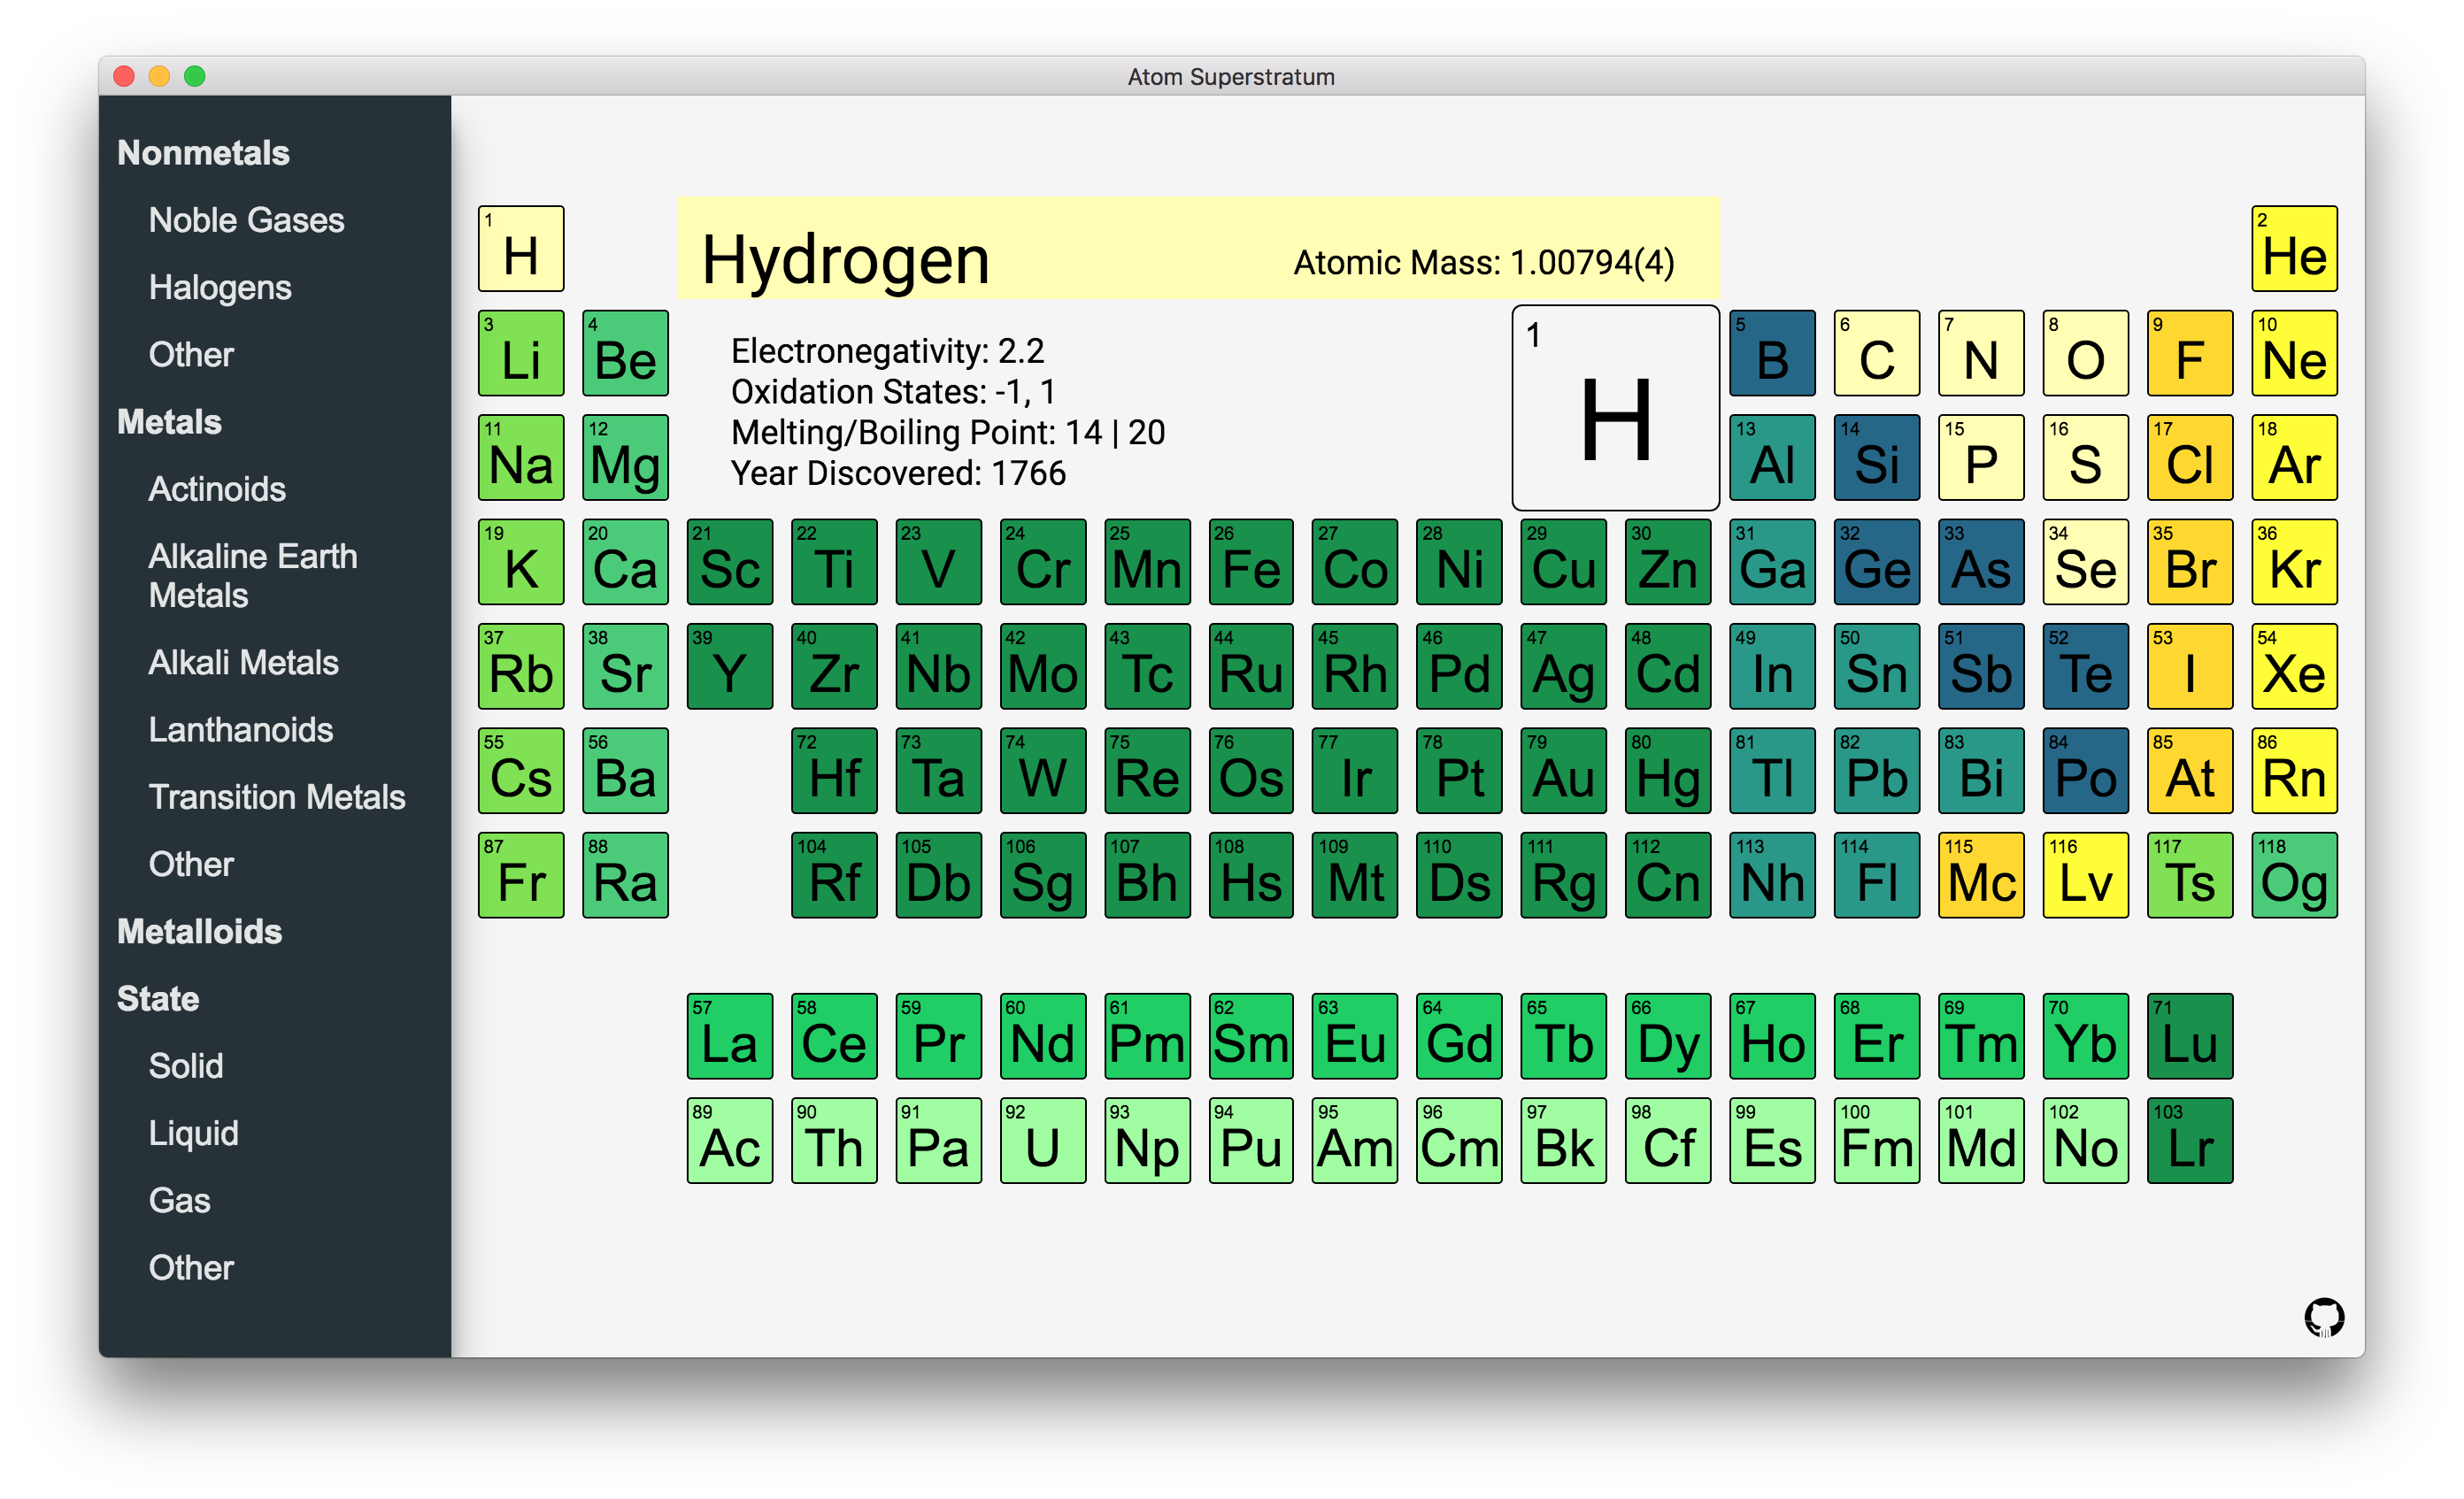 Atom Superstratum
Nonmetals
Noble Gases
Halogens
Other
Metals
Actinoids
Alkaline Earth
Metals
Alkali Metals
Lanthanoids
Transition Metals
Other
Metalloids
State
Solid
Liquid
Gas
Other
Hydrogen Atomic Mass: 1.00794(4)
Electronegativity: 2.2
Oxidation States: -1, 1
Melting/Boiling Point: 14 | 20
Year Discovered: 1766
1
H
1 2
H He
3 4 5 6 7 8 9 10
Li Be B C N O F Ne
11 12 13 14 15 16 17 18
Na Mg Al Si P S Cl Ar
19 20 21 22 23 24 25 26 27 28 29 30 31 32 33 34 35 36
K Ca Sc Ti V Cr Mn Fe Co Ni Cu Zn Ga Ge As Se Br Kr
37 38 39 40 41 42 43 44 45 46 47 48 49 50 51 52 53 54
Rb Sr Y Zr Nb Mo Tc Ru Rh Pd Ag Cd In Sn Sb Te I Xe
55 56 72 73 74 75 76 77 78 79 80 81 82 83 84 85 86
Cs Ba Hf Ta W Re Os Ir Pt Au Hg Tl Pb Bi Po At Rn
87 88 104 105 106 107 108 109 110 111 112 113 114 115 116 117 118
Fr Ra Rf Db Sg Bh Hs Mt Ds Rg Cn Nh Fl Mc Lv Ts Og
57 58 59 60 61 62 63 64 65 66 67 68 69 70 71
La Ce Pr Nd Pm Sm Eu Gd Tb Dy Ho Er Tm Yb Lu
89 90 91 92 93 94 95 96 97 98 99 100 101 102 103
Ac Th Pa U Np Pu Am Cm Bk Cf Es Fm Md No Lr